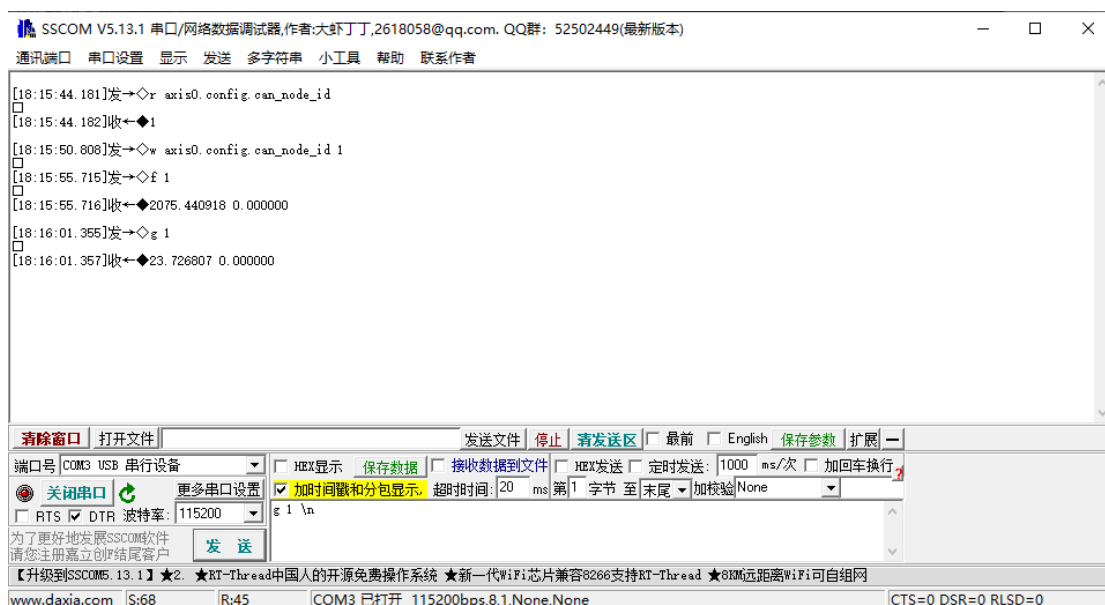 SSCOM V5.13.1 串口/网络数据调试器,作者:大虾丁丁,2618058@qq.com. QQ群：52502449(最新版本)
通讯端口 串口设置 显示 发送 多字符串 小工具 帮助 联系作者
[18:15:44.181]发→◇r axis0.config.can_node_id
□
[18:15:44.182]收←◆1
[18:15:50.808]发→◇w axis0.config.can_node_id 1
□
[18:15:55.715]发→◇f 1
□
[18:15:55.716]收←◆2075.440918 0.000000
[18:16:01.355]发→◇g 1
□
[18:16:01.357]收←◆23.726807 0.000000
清除窗口 打开文件 发送文件 停止 清发送区 最前 English 保存参数 扩展 —
端口号 COM3 USB 串行设备 HEX显示 保存数据 接收数据到文件 HEX发送 定时发送: 1000 ms/次 加回车换行 ?
关闭串口 更多串口设置 加时间戳和分包显示, 超时时间: 20 ms 第 1 字节 至 末尾 加校验 None
RTS DTR 波特率: 115200 g 1 \n
为了更好地发展SSCOM软件
请您注册嘉立创F结尾客户 发 送
【升级到SSCOM5.13.1】★2. ★RT-Thread中国人的开源免费操作系统 ★新一代WiFi芯片兼容8266支持RT-Thread ★8KM远距离WiFi可自组网
www.daxia.com S:68 R:45 COM3 已打开 115200bps,8,1,None,None CTS=0 DSR=0 RLSD=0